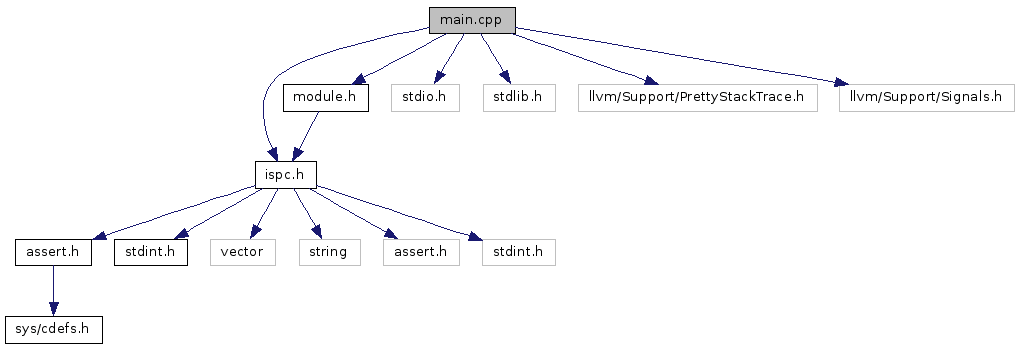 main.cpp
module.h
stdio.h
stdlib.h
llvm/Support/PrettyStackTrace.h
llvm/Support/Signals.h
ispc.h
assert.h
stdint.h
vector
string
assert.h
stdint.h
sys/cdefs.h